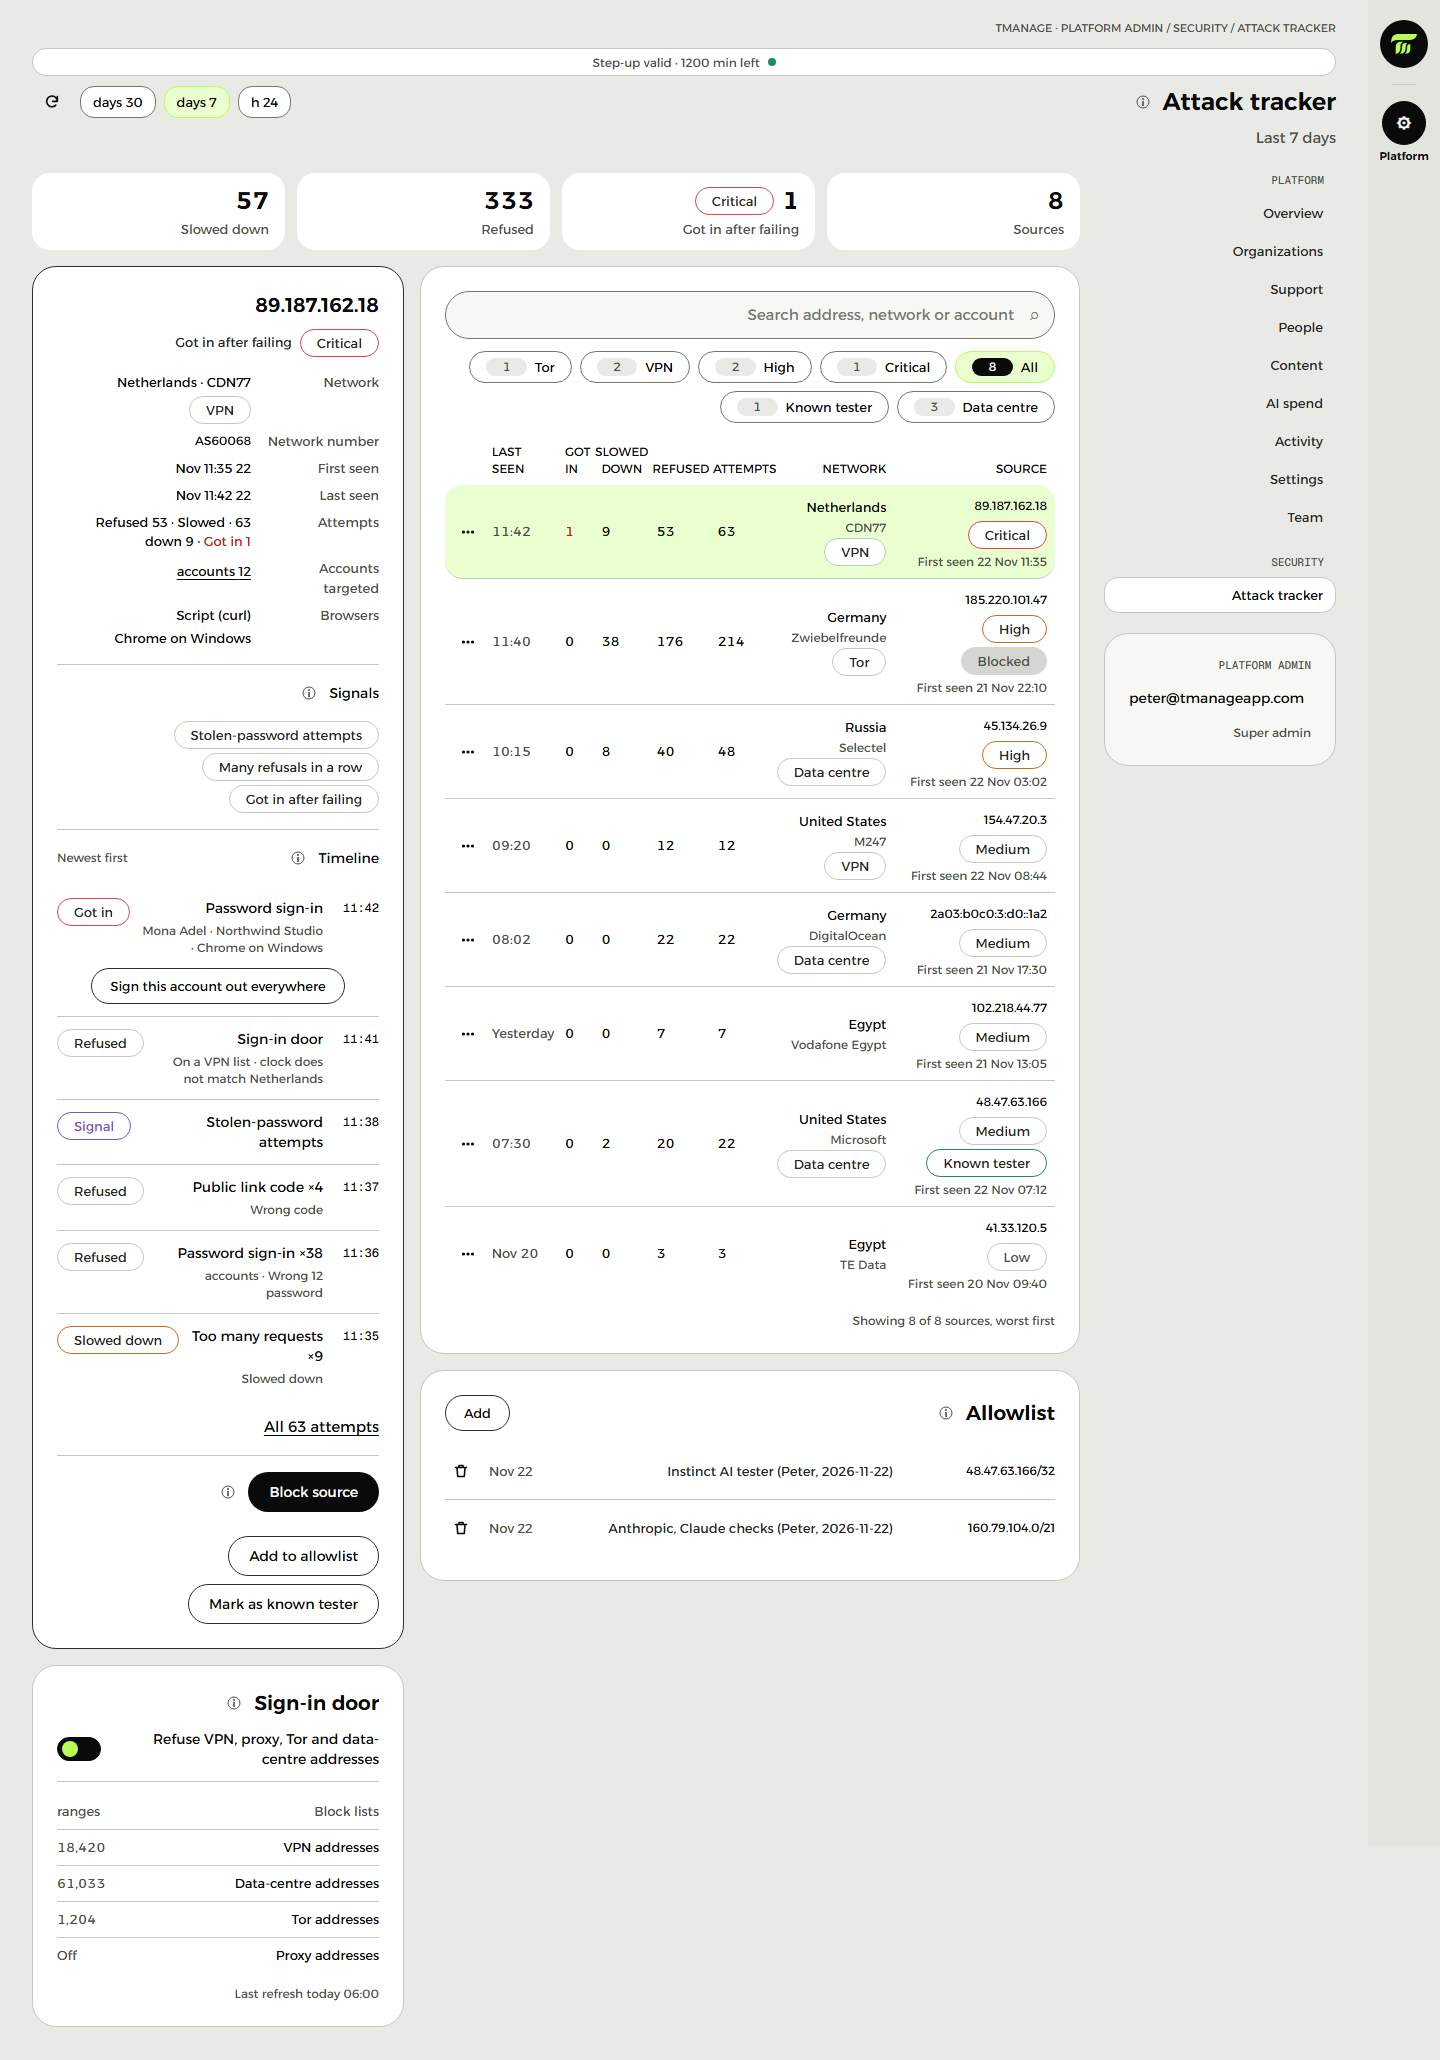 TMANAGE · PLATFORM ADMIN / SECURITY / ATTACK TRACKER
Step-up valid · 1200 min left
Attack tracker
days 30
days 7
h 24
Last 7 days
Platform
PLATFORM
Overview
Organizations
Support
People
Content
AI spend
Activity
Settings
Team
SECURITY
Attack tracker
PLATFORM ADMIN
peter@tmanageapp.com
Super admin
8
Sources
Critical 1
Got in after failing
333
Refused
57
Slowed down
Search address, network or account
1 Tor
2 VPN
2 High
1 Critical
8 All
1 Known tester
3 Data centre
LAST SEEN
GOT IN
SLOWED DOWN
REFUSED
ATTEMPTS
NETWORK
SOURCE
89.187.162.18
Netherlands
CDN77
VPN
Critical
First seen 22 Nov 11:35
11:42 1 9 53 63
185.220.101.47
Germany
Zwiebelfreunde
Tor
High
Blocked
First seen 21 Nov 22:10
11:40 0 38 176 214
45.134.26.9
Russia
Selectel
Data centre
High
First seen 22 Nov 03:02
10:15 0 8 40 48
154.47.20.3
United States
M247
VPN
Medium
First seen 22 Nov 08:44
09:20 0 0 12 12
2a03:b0c0:3:d0::1a2
Germany
DigitalOcean
Data centre
Medium
First seen 21 Nov 17:30
08:02 0 0 22 22
102.218.44.77
Egypt
Vodafone Egypt
Medium
First seen 21 Nov 13:05
Yesterday 0 0 7 7
48.47.63.166
United States
Microsoft
Data centre
Medium
Known tester
First seen 22 Nov 07:12
07:30 0 2 20 22
41.33.120.5
Egypt
TE Data
Low
First seen 20 Nov 09:40
Nov 20 0 0 3 3
Showing 8 of 8 sources, worst first
Allowlist
Add
Nov 22 Instinct AI tester (Peter, 2026-11-22) 48.47.63.166/32
Nov 22 Anthropic, Claude checks (Peter, 2026-11-22) 160.79.104.0/21
89.187.162.18
Got in after failing Critical
Netherlands · CDN77 Network
VPN
AS60068 Network number
Nov 11:35 22 First seen
Nov 11:42 22 Last seen
Refused 53 · Slowed · 63 Attempts
down 9 · Got in 1
accounts 12 Accounts
targeted
Script (curl) Browsers
Chrome on Windows
Signals
Stolen-password attempts
Many refusals in a row
Got in after failing
Newest first Timeline
Got in Password sign-in 11:42
Mona Adel · Northwind Studio
· Chrome on Windows
Sign this account out everywhere
Refused Sign-in door 11:41
On a VPN list · clock does
not match Netherlands
Signal Stolen-password 11:38
attempts
Refused Public link code ×4 11:37
Wrong code
Refused Password sign-in ×38 11:36
accounts · Wrong 12
password
Slowed down Too many requests 11:35
×9
Slowed down
All 63 attempts
Block source
Add to allowlist
Mark as known tester
Sign-in door
Refuse VPN, proxy, Tor and data-
centre addresses
ranges Block lists
18,420 VPN addresses
61,033 Data-centre addresses
1,204 Tor addresses
Off Proxy addresses
Last refresh today 06:00